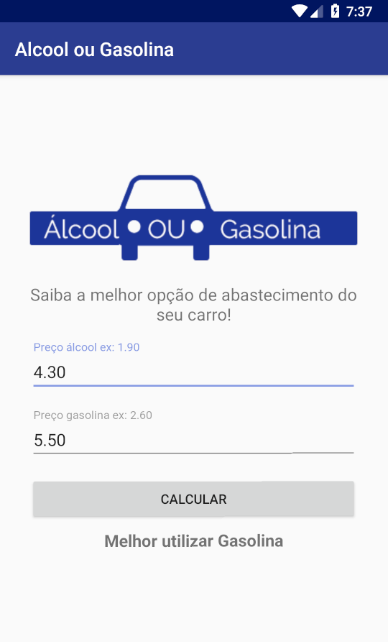 7:37
Alcool ou Gasolina
Álcool OU Gasolina
Saiba a melhor opção de abastecimento do
seu carro!
Preço álcool ex: 1.90
4.30
Preço gasolina ex: 2.60
5.50
CALCULAR
Melhor utilizar Gasolina